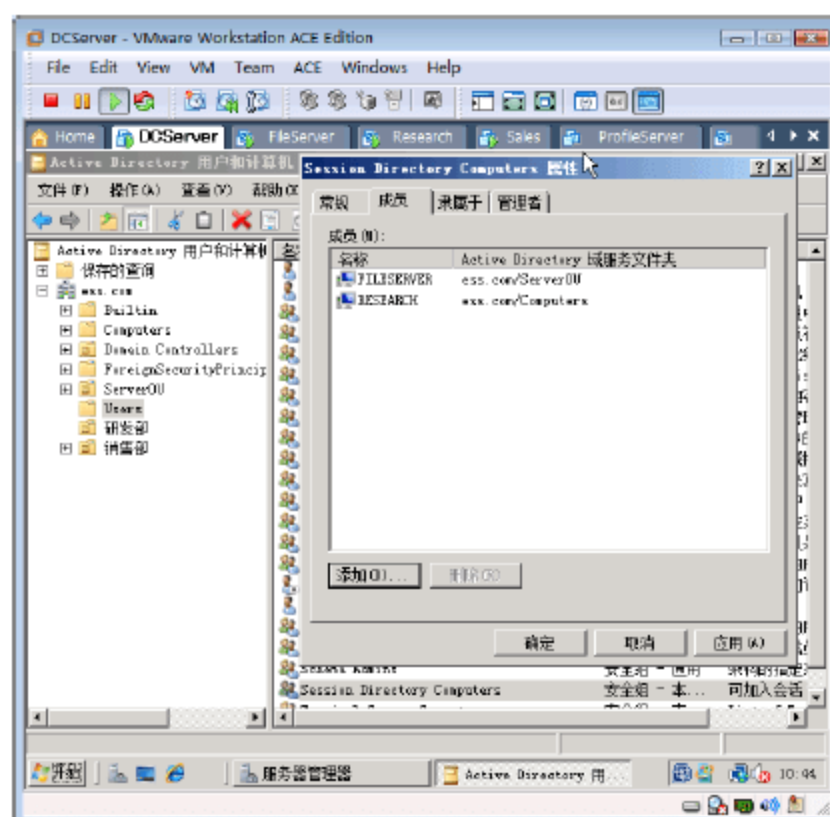 DCServer - VMware Workstation ACE Edition
File Edit View VM Team ACE Windows Help
Home DCServer FileServer Research Sales ProfileServer
Active Directory 用户和计算机
Session Directory Computers 属性
文件(F) 操作(A) 查看(V) 帮助(H)
常规 成员 隶属于 管理者
成员(M):
名称 Active Directory 域服务文件夹
FILESERVER ess.com/ServerOU
RESEARCH ess.com/Computers
Active Directory 用户和计算机
保存的查询
ess.com
Builtin
Computers
Domain Controllers
ForeignSecurityPrincip
ServerOU
Users
研发部
销售部
添加(D)... 删除(R)
确定 取消 应用(A)
Schema Admins 安全组 - 通用
Session Directory Computers 安全组 - 本... 可加入会话
开始 服务器管理器 Active Directory 用... 10:44